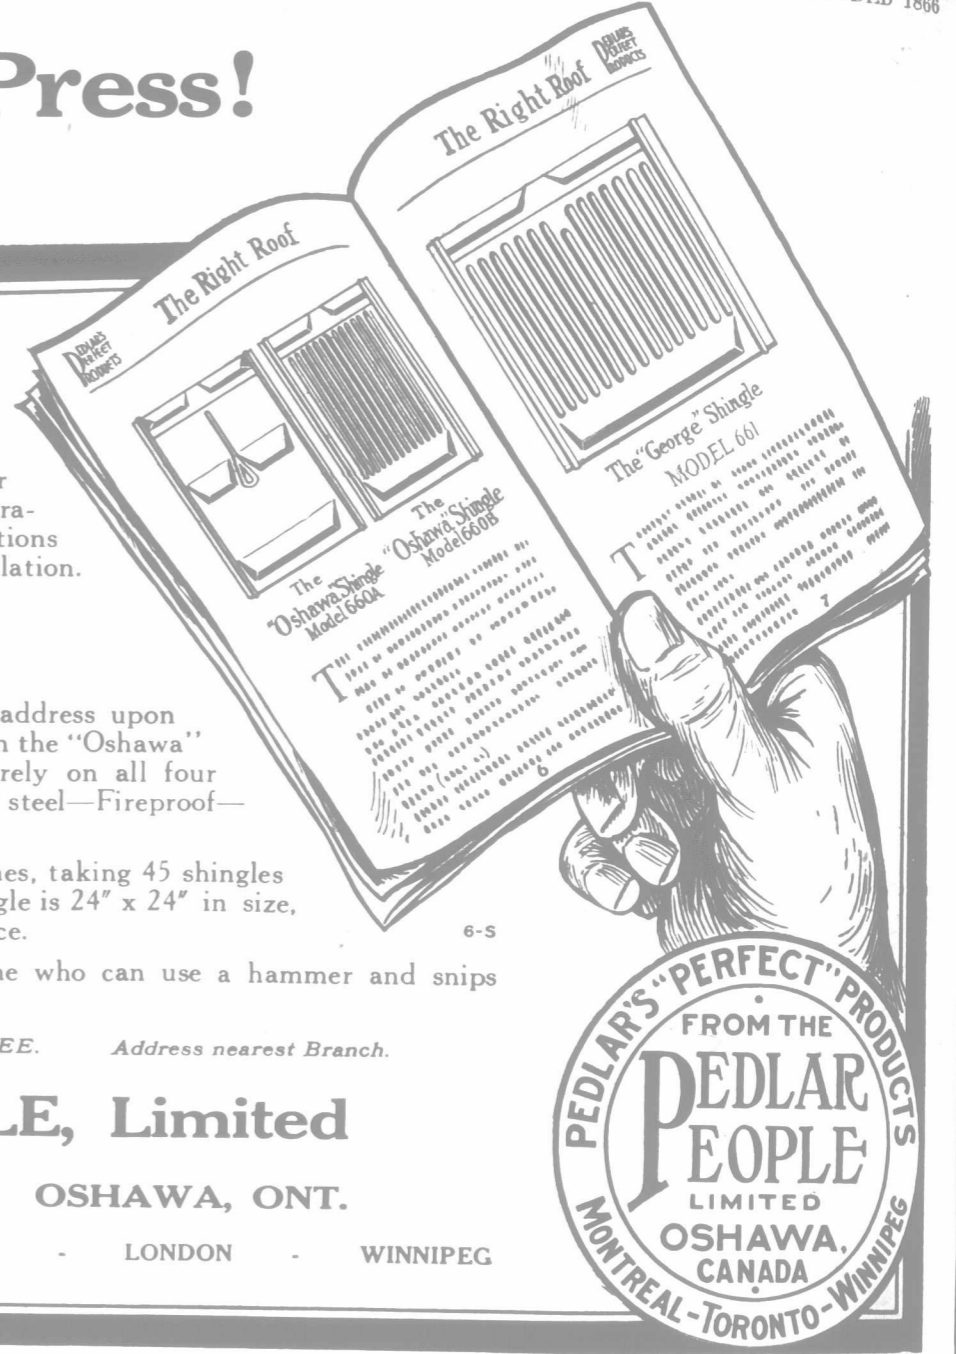 1866
Press!
The Right Roof
PEDLAR'S
PERFECT
PRODUCTS
The Right Roof
PEDLAR'S
PERFECT
PRODUCTS
The
"Oshawa" Shingle
Model 660A
The
"Oshawa" Shingle
Model 660B
6
The "George" Shingle
MODEL 661
7
r
ra-
tions
lation.
address upon
the "Oshawa"
rely on all four
steel—Fireproof—
nes, taking 45 shingles
gle is 24" x 24" in size,
ce.
6-S
ne who can use a hammer and snips
EE. Address nearest Branch.
LE, Limited
OSHAWA, ONT.
- LONDON - WINNIPEG
PEDLAR'S "PERFECT" PRODUCTS
FROM THE
PEDLAR
PEOPLE
LIMITED
OSHAWA,
CANADA
MONTREAL-TORONTO-WINNIPEG